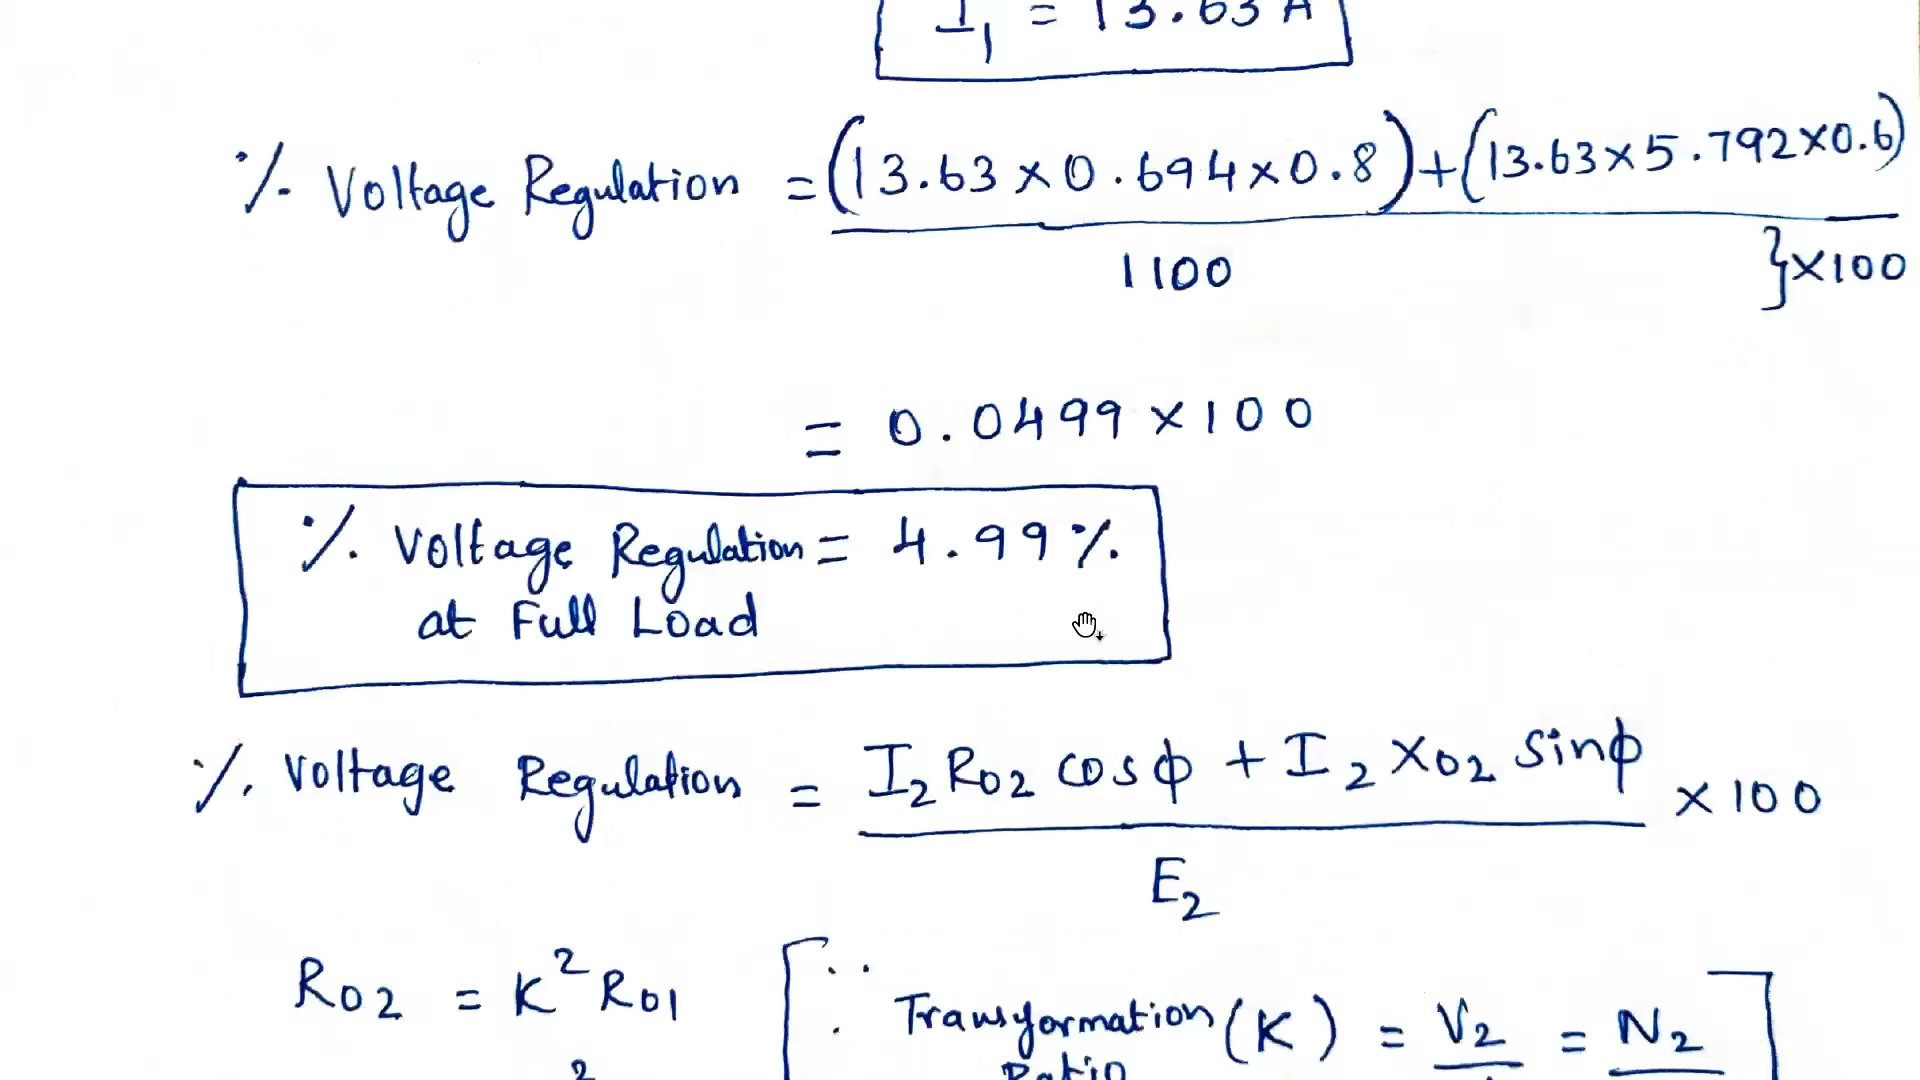 I₁ = 13.63 A
% Voltage Regulation = (13.63 × 0.694 × 0.8) + (13.63 × 5.792 × 0.6)
1100 } × 100
= 0.0499 × 100
% Voltage Regulation = 4.99 %
at Full Load
% Voltage Regulation = I₂ R₀₂ cos ϕ + I₂ X₀₂ sin ϕ × 100
E₂
R₀₂ = K² R₀₁ [ ∵ Transformation (K) = V₂ = N₂ ]
2 Ratio